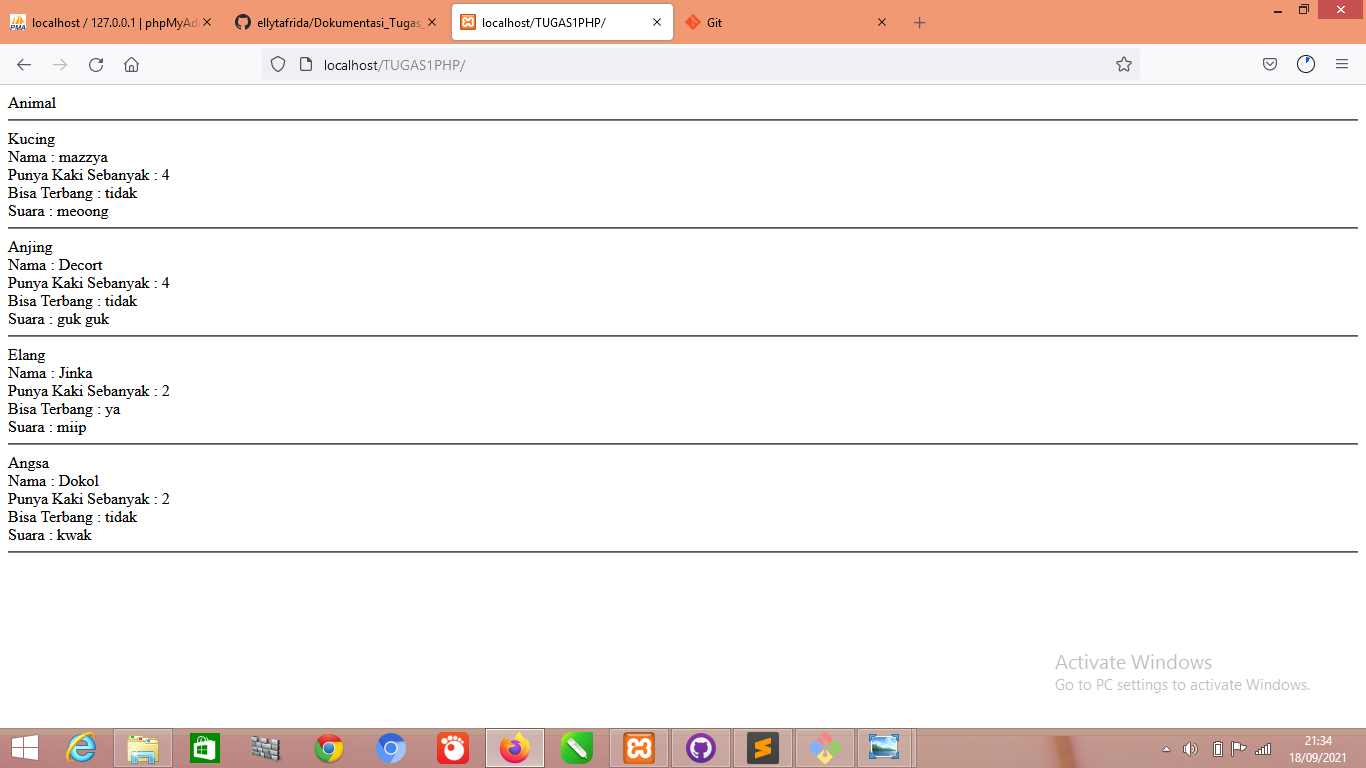 localhost / 127.0.0.1 | phpMyAd
ellytafrida/Dokumentasi_Tugas_
localhost/TUGAS1PHP/
Git
localhost/TUGAS1PHP/
Animal
Kucing
Nama : mazzya
Punya Kaki Sebanyak : 4
Bisa Terbang : tidak
Suara : meoong
Anjing
Nama : Decort
Punya Kaki Sebanyak : 4
Bisa Terbang : tidak
Suara : guk guk
Elang
Nama : Jinka
Punya Kaki Sebanyak : 2
Bisa Terbang : ya
Suara : miip
Angsa
Nama : Dokol
Punya Kaki Sebanyak : 2
Bisa Terbang : tidak
Suara : kwak
Activate Windows
Go to PC settings to activate Windows.
21:34
18/09/2021